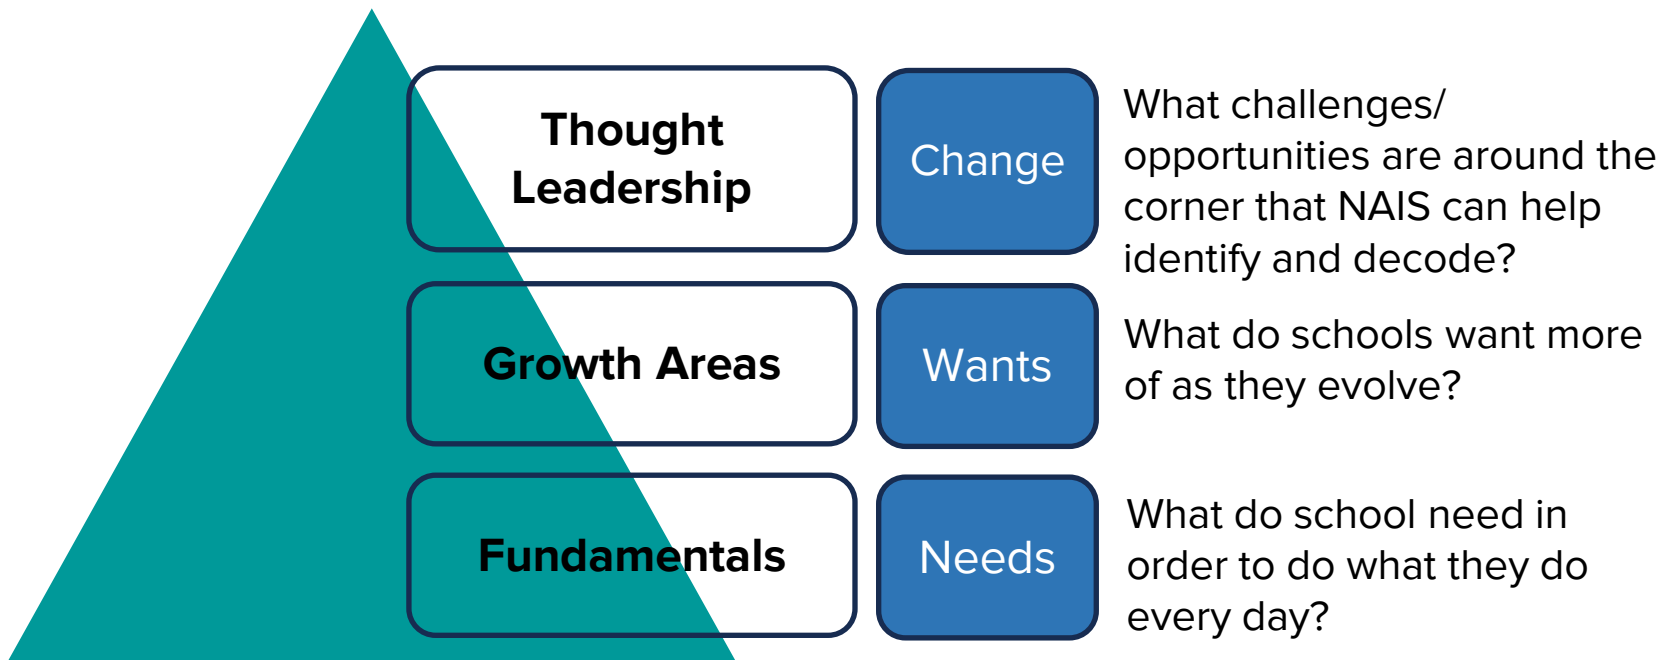 Thought
Leadership
Change
What challenges/
opportunities are around the
corner that NAIS can help
identify and decode?
Growth Areas
Wants
What do schools want more
of as they evolve?
Fundamentals
Needs
What do school need in
order to do what they do
every day?